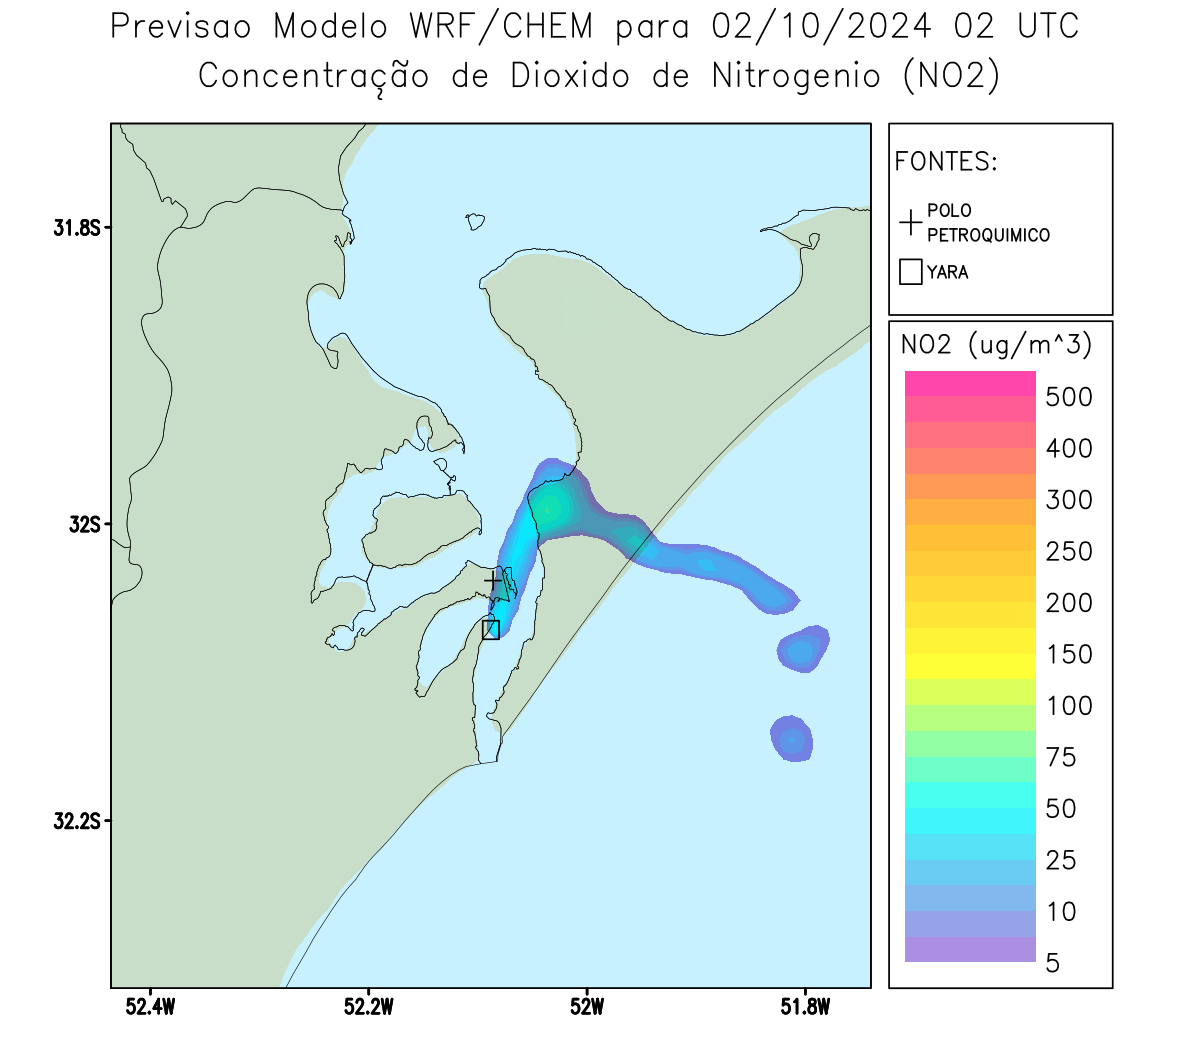 Previsao Modelo WRF/CHEM para 02/10/2024 02 UTC
Concentração de Dioxido de Nitrogenio (NO2)
FONTES:
POLO
PETROQUIMICO
YARA
NO2 (ug/m^3)
500
400
300
250
200
150
100
75
50
25
10
5
31.8S
32S
32.2S
52.4W
52.2W
52W
51.8W